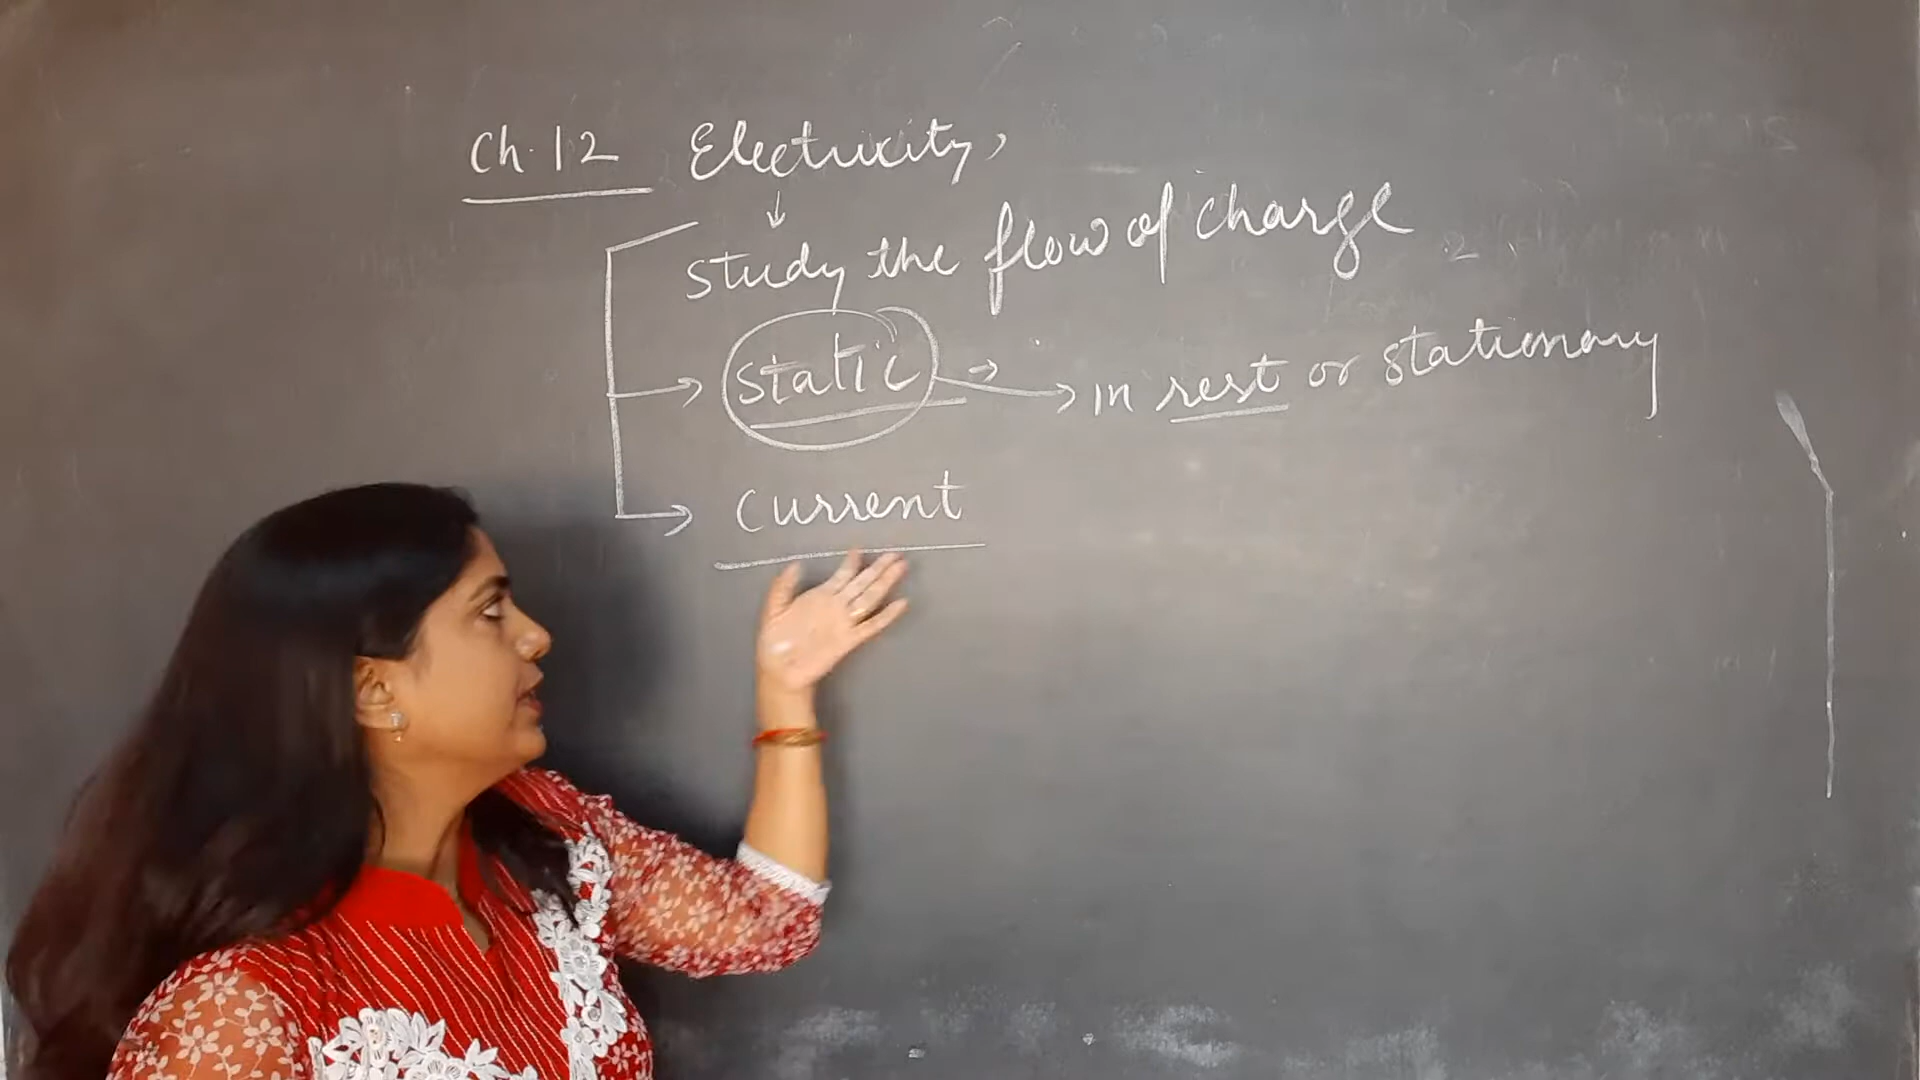 Ch. 12 Electricity,
↓
study the flow of charge
→ static → → in rest or stationary
→ current